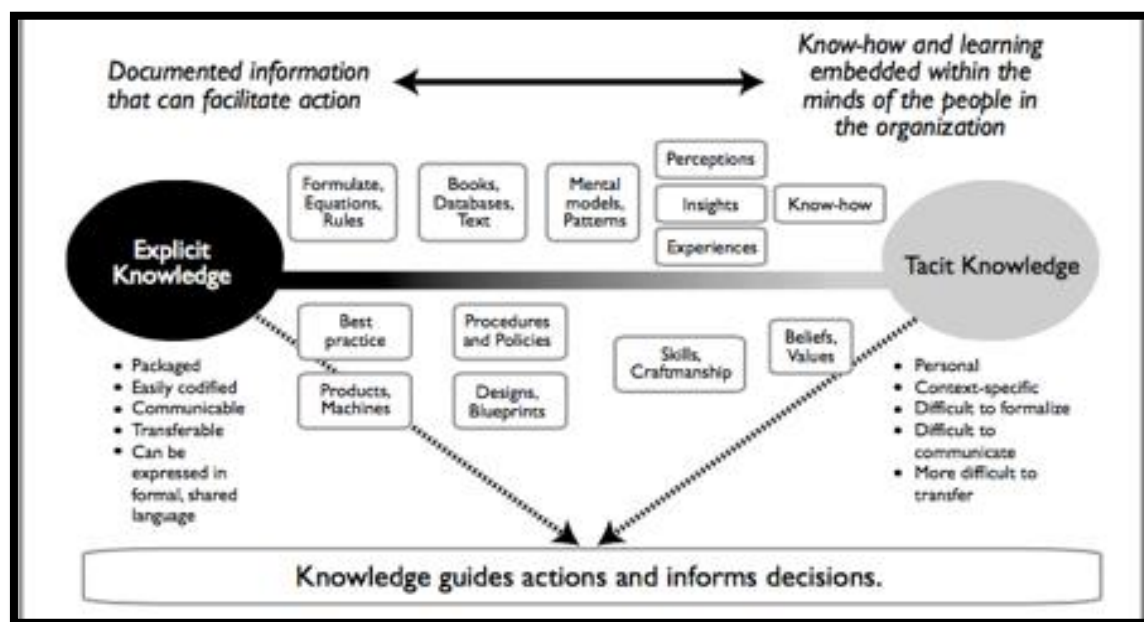 Documented information
that can facilitate action
Know-how and learning
embedded within the
minds of the people in
the organization
Formulate,
Equations,
Rules
Books,
Databases,
Text
Mental
models,
Patterns
Perceptions
Insights
Experiences
Know-how
Explicit
Knowledge
Tacit Knowledge
Best
practice
Procedures
and Policies
Products,
Machines
Designs,
Blueprints
Skills,
Craftmanship
Beliefs,
Values
• Packaged
• Easily codified
• Communicable
• Transferable
• Can be
expressed in
formal, shared
language
• Personal
• Context-specific
• Difficult to formalize
• Difficult to
communicate
• More difficult to
transfer
Knowledge guides actions and informs decisions.